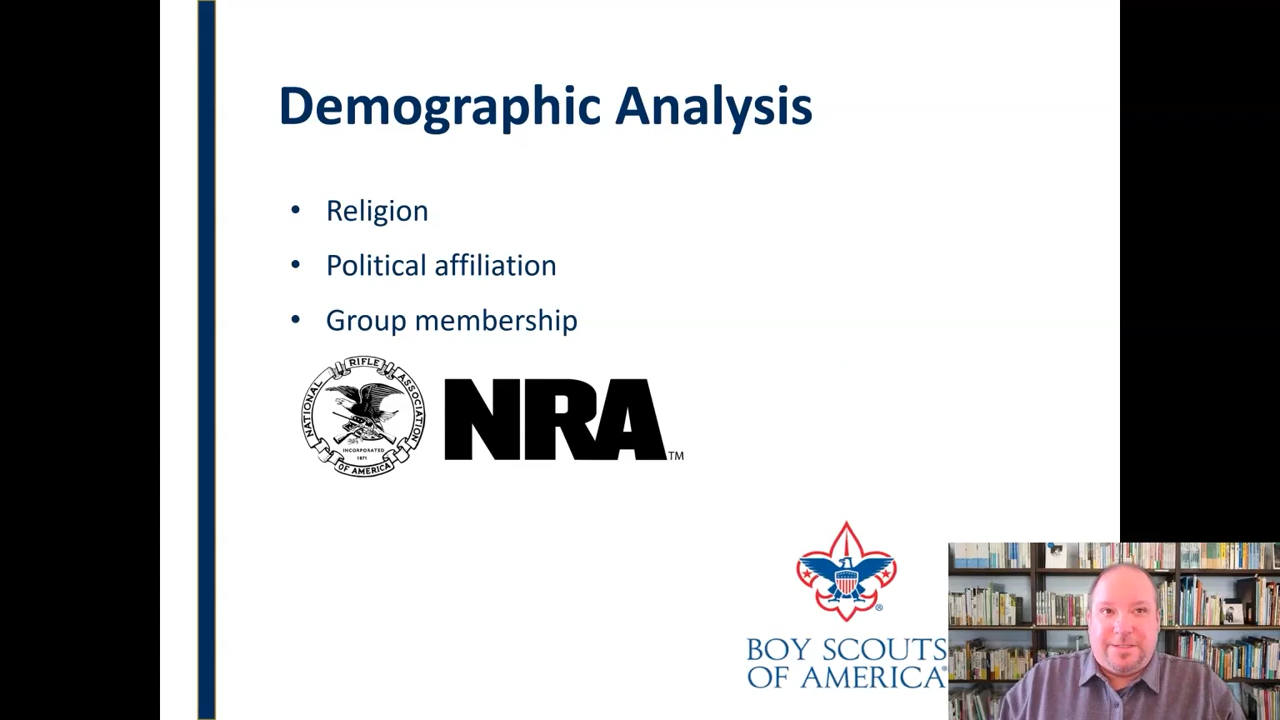 Demographic Analysis
• Religion
• Political affiliation
• Group membership
NATIONAL RIFLE ASSOCIATION
INCORPORATED
1871
OF AMERICA
NRA™
BOY SCOUTS
OF AMERICA®